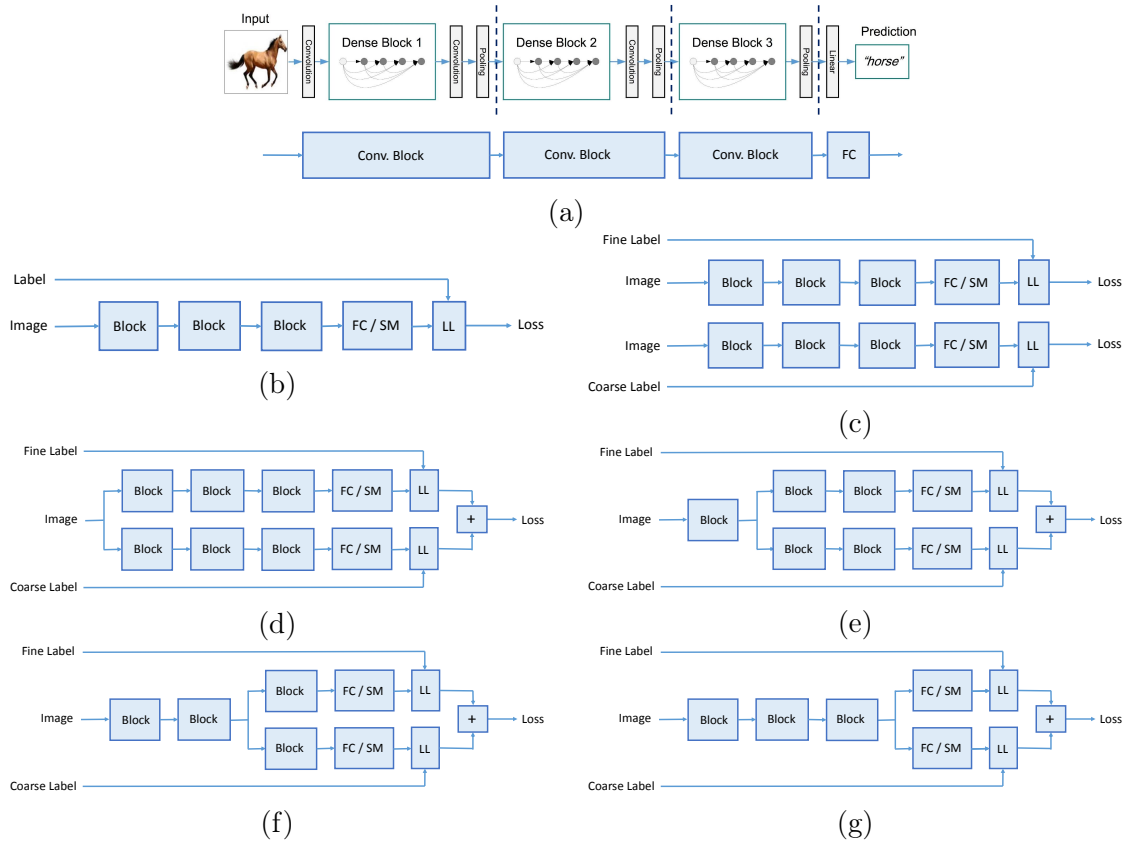 Input
Prediction
Convolution
Dense Block 1
Convolution
Pooling
Dense Block 2
Convolution
Pooling
Dense Block 3
Pooling
Linear
"horse"
Conv. Block
Conv. Block
Conv. Block
FC
(a)
Label
Image
Block
Block
Block
FC / SM
LL
Loss
(b)
Fine Label
Image
Block
Block
Block
FC / SM
LL
Loss
Image
Block
Block
Block
FC / SM
LL
Loss
Coarse Label
(c)
Fine Label
Block
Block
Block
FC / SM
LL
Image
+
Loss
Block
Block
Block
FC / SM
LL
Coarse Label
(d)
Fine Label
Block
Block
FC / SM
LL
Image
Block
+
Loss
Block
Block
FC / SM
LL
Coarse Label
(e)
Fine Label
Block
FC / SM
LL
Image
Block
Block
+
Loss
Block
FC / SM
LL
Coarse Label
(f)
Fine Label
FC / SM
LL
Image
Block
Block
Block
+
Loss
FC / SM
LL
Coarse Label
(g)